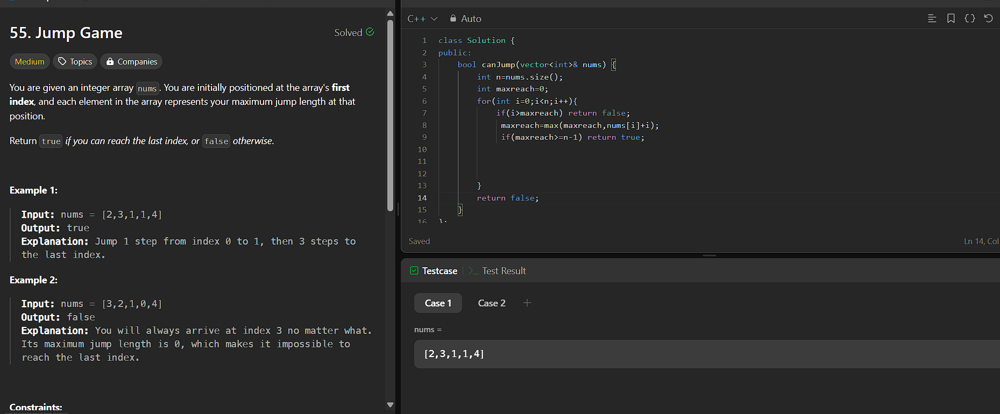 55. Jump Game
Solved
Medium
Topics
Companies
You are given an integer array nums. You are initially positioned at the array's first
index, and each element in the array represents your maximum jump length at that
position.
Return true if you can reach the last index, or false otherwise.
Example 1:
Input: nums = [2,3,1,1,4]
Output: true
Explanation: Jump 1 step from index 0 to 1, then 3 steps to
the last index.
Example 2:
Input: nums = [3,2,1,0,4]
Output: false
Explanation: You will always arrive at index 3 no matter what.
Its maximum jump length is 0, which makes it impossible to
reach the last index.
Constraints:
C++
Auto
1 class Solution {
2 public:
3 bool canJump(vector<int>& nums) {
4 int n=nums.size();
5 int maxreach=0;
6 for(int i=0;i<n;i++){
7 if(i>maxreach) return false;
8 maxreach=max(maxreach,nums[i]+i);
9 if(maxreach>=n-1) return true;
10
11
12
13 }
14 return false;
15 }
16 };
Saved
Ln 14, Col
Testcase
Test Result
Case 1
Case 2
nums =
[2,3,1,1,4]